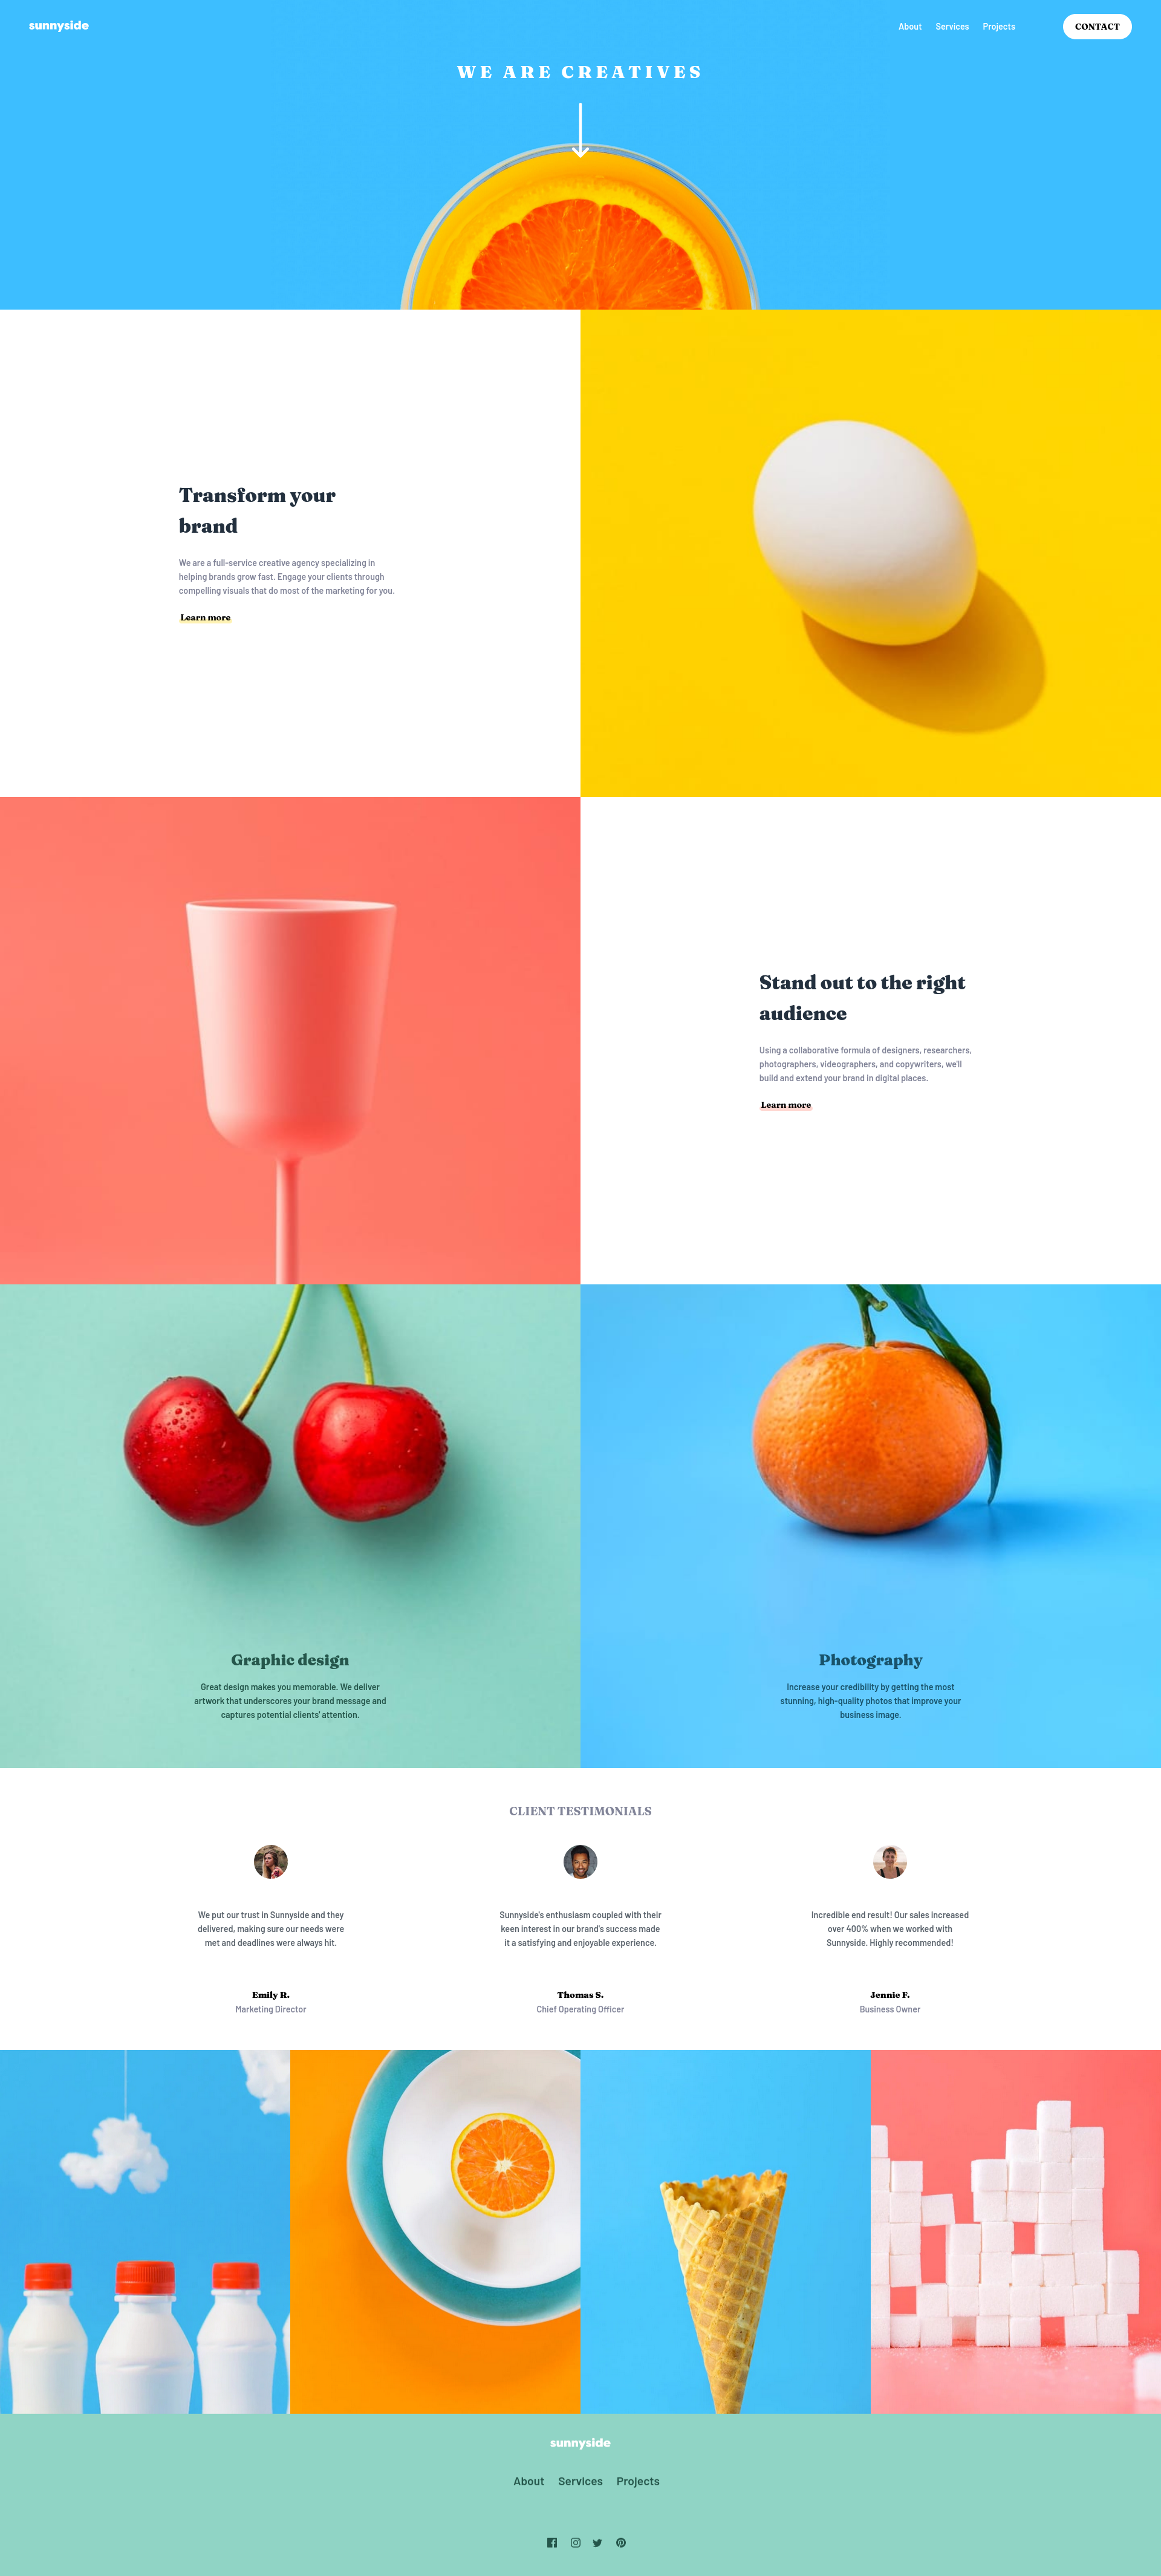 sunnyside
About Services Projects CONTACT
WE ARE CREATIVES
Transform your
brand
We are a full-service creative agency specializing in
helping brands grow fast. Engage your clients through
compelling visuals that do most of the marketing for you.
Learn more
Stand out to the right
audience
Using a collaborative formula of designers, researchers,
photographers, videographers, and copywriters, we'll
build and extend your brand in digital places.
Learn more
Graphic design
Great design makes you memorable. We deliver
artwork that underscores your brand message and
captures potential clients' attention.
Photography
Increase your credibility by getting the most
stunning, high-quality photos that improve your
business image.
CLIENT TESTIMONIALS
We put our trust in Sunnyside and they
delivered, making sure our needs were
met and deadlines were always hit.
Emily R.
Marketing Director
Sunnyside's enthusiasm coupled with their
keen interest in our brand's success made
it a satisfying and enjoyable experience.
Thomas S.
Chief Operating Officer
Incredible end result! Our sales increased
over 400% when we worked with
Sunnyside. Highly recommended!
Jennie F.
Business Owner
sunnyside
About Services Projects